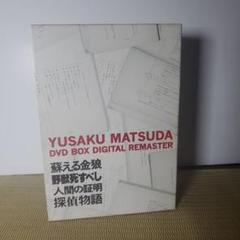 YUSAKU MATSUDA
DVD BOX DIGITAL REMASTER
蘇える金狼
野獣死すべし
人間の証明
探偵物語